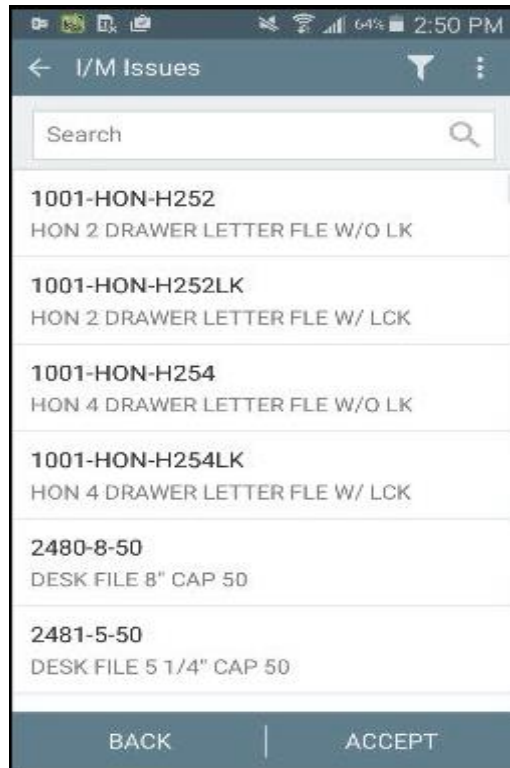 64% 2:50 PM
I/M Issues
Search
1001-HON-H252
HON 2 DRAWER LETTER FLE W/O LK
1001-HON-H252LK
HON 2 DRAWER LETTER FLE W/ LCK
1001-HON-H254
HON 4 DRAWER LETTER FLE W/O LK
1001-HON-H254LK
HON 4 DRAWER LETTER FLE W/ LCK
2480-8-50
DESK FILE 8" CAP 50
2481-5-50
DESK FILE 5 1/4" CAP 50
BACK ACCEPT